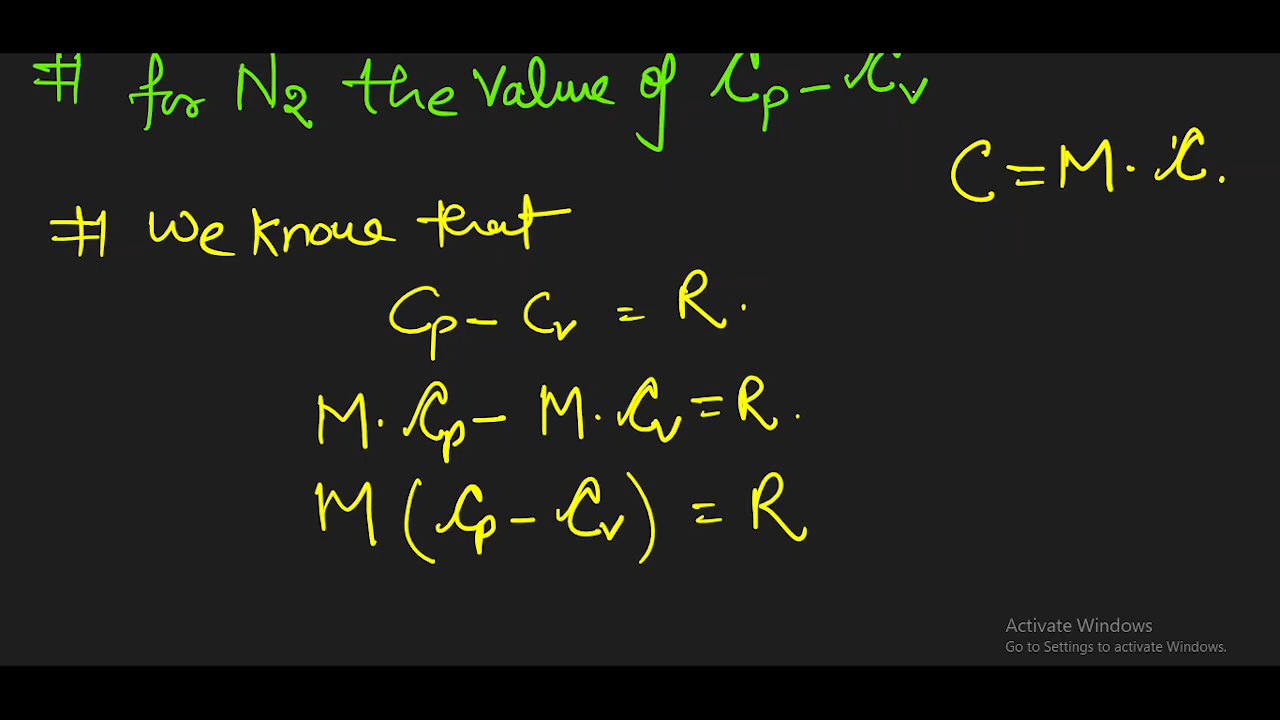 # for N2 the value of Cp - Cv
C = M · C.
# we know that
Cp - Cv = R.
M · Cp - M · Cv = R.
M (Cp - Cv) = R
Activate Windows
Go to Settings to activate Windows.